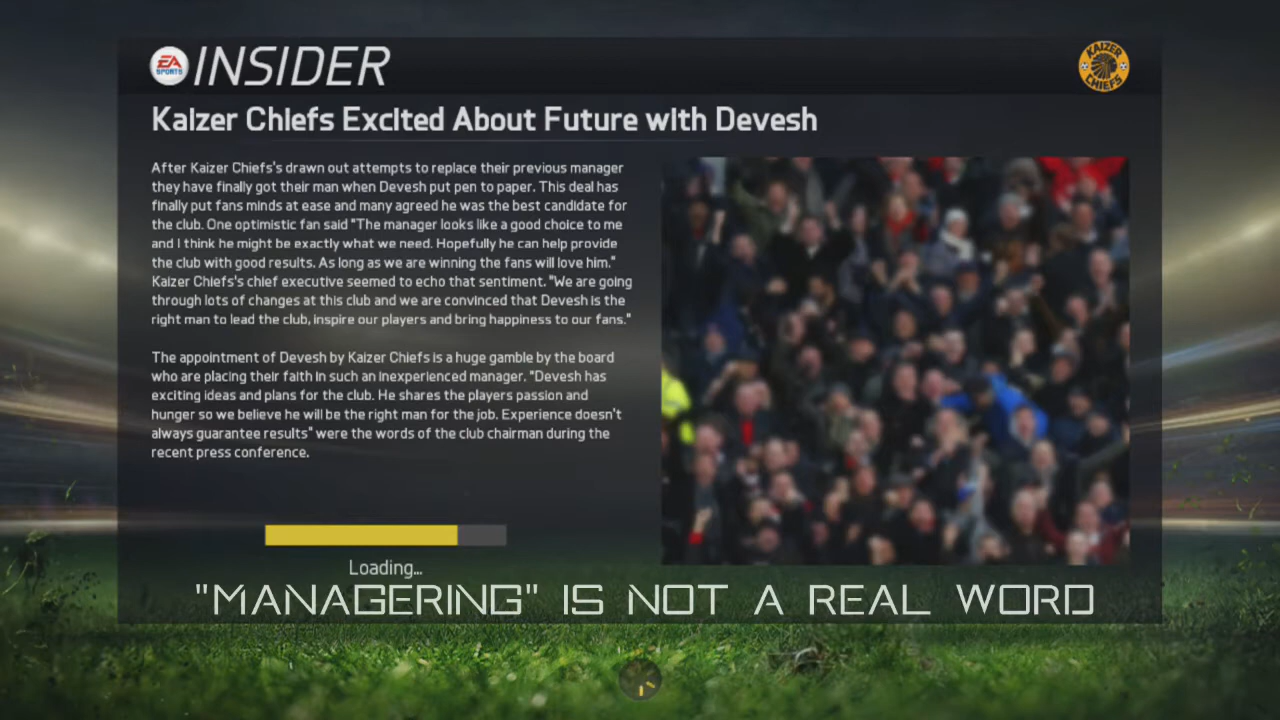 EA SPORTS INSIDER
KAIZER CHIEFS
Kaizer Chiefs Excited About Future with Devesh
After Kaizer Chiefs's drawn out attempts to replace their previous manager
they have finally got their man when Devesh put pen to paper. This deal has
finally put fans minds at ease and many agreed he was the best candidate for
the club. One optimistic fan said "The manager looks like a good choice to me
and I think he might be exactly what we need. Hopefully he can help provide
the club with good results. As long as we are winning the fans will love him."
Kaizer Chiefs's chief executive seemed to echo that sentiment. "We are going
through lots of changes at this club and we are convinced that Devesh is the
right man to lead the club, inspire our players and bring happiness to our fans."
The appointment of Devesh by Kaizer Chiefs is a huge gamble by the board
who are placing their faith in such an inexperienced manager. "Devesh has
exciting ideas and plans for the club. He shares the players passion and
hunger so we believe he will be the right man for the job. Experience doesn't
always guarantee results" were the words of the club chairman during the
recent press conference.
Loading...
"MANAGERING" IS NOT A REAL WORD